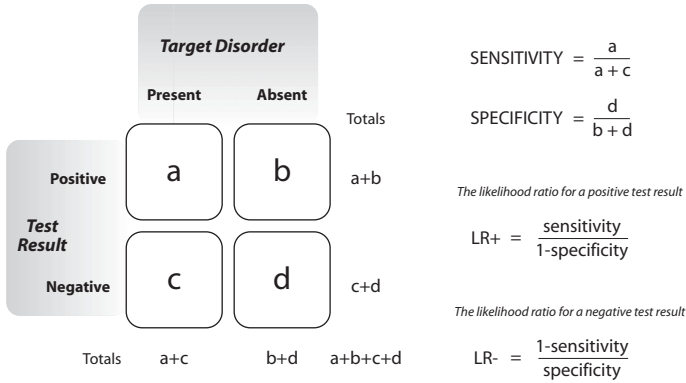 Target Disorder
Present Absent
Totals
Positive a b a+b
Test
Result
Negative c d c+d
Totals a+c b+d a+b+c+d
SENSITIVITY = a
a + c
SPECIFICITY = d
b + d
The likelihood ratio for a positive test result
LR+ = sensitivity
1-specificity
The likelihood ratio for a negative test result
LR- = 1-sensitivity
specificity